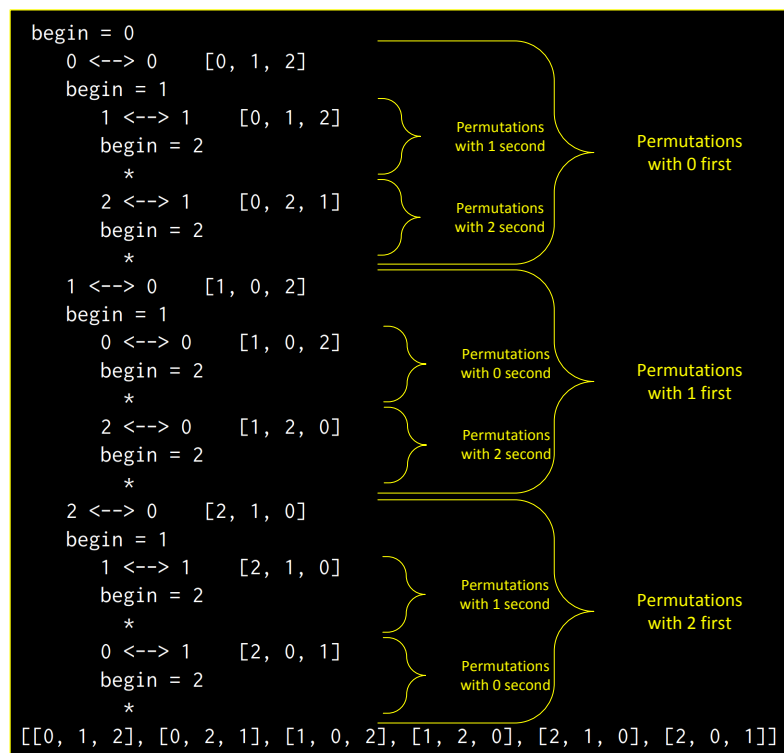 begin = 0
0 <--> 0 [0, 1, 2]
begin = 1
1 <--> 1 [0, 1, 2]
begin = 2
*
Permutations
with 1 second
2 <--> 1 [0, 2, 1]
begin = 2
*
Permutations
with 2 second
Permutations
with 0 first
1 <--> 0 [1, 0, 2]
begin = 1
0 <--> 0 [1, 0, 2]
begin = 2
*
Permutations
with 0 second
2 <--> 0 [1, 2, 0]
begin = 2
*
Permutations
with 2 second
Permutations
with 1 first
2 <--> 0 [2, 1, 0]
begin = 1
1 <--> 1 [2, 1, 0]
begin = 2
*
Permutations
with 1 second
0 <--> 1 [2, 0, 1]
begin = 2
*
Permutations
with 0 second
Permutations
with 2 first
[[0, 1, 2], [0, 2, 1], [1, 0, 2], [1, 2, 0], [2, 1, 0], [2, 0, 1]]